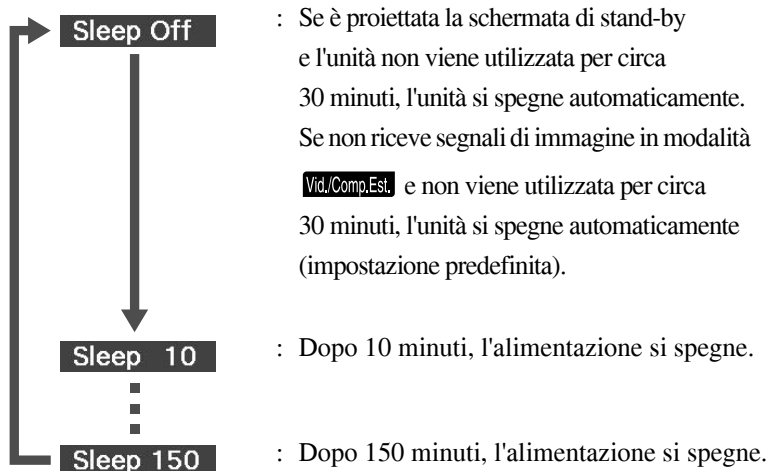 Sleep Off : Se è proiettata la schermata di stand-by
e l'unità non viene utilizzata per circa
30 minuti, l'unità si spegne automaticamente.
Se non riceve segnali di immagine in modalità
Vid./Comp.Est. e non viene utilizzata per circa
30 minuti, l'unità si spegne automaticamente
(impostazione predefinita).
Sleep 10 : Dopo 10 minuti, l'alimentazione si spegne.
Sleep 150 : Dopo 150 minuti, l'alimentazione si spegne.